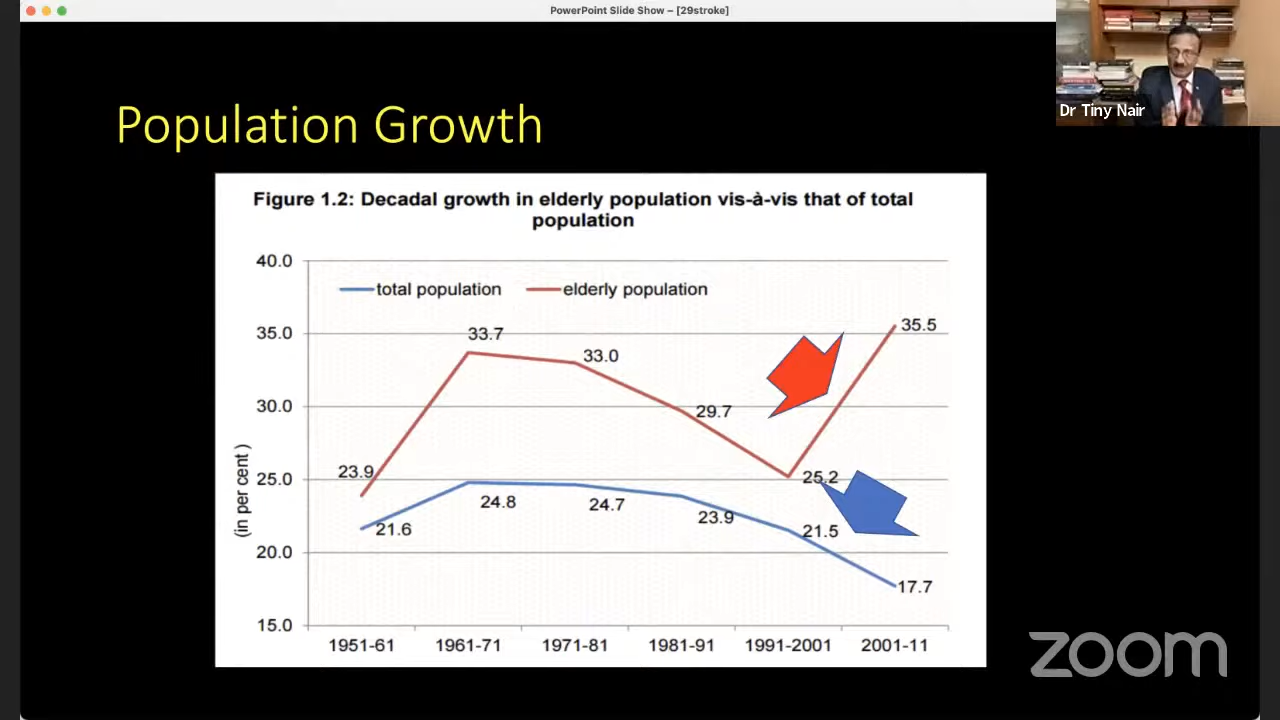 PowerPoint Slide Show – [29stroke]
Dr Tiny Nair
Population Growth
Figure 1.2: Decadal growth in elderly population vis-à-vis that of total
population
(in per cent )
40.0
35.0
30.0
25.0
20.0
15.0
total population
elderly population
23.9
33.7
33.0
29.7
25.2
35.5
21.6
24.8
24.7
23.9
21.5
17.7
1951-61
1961-71
1971-81
1981-91
1991-2001
2001-11
zoom